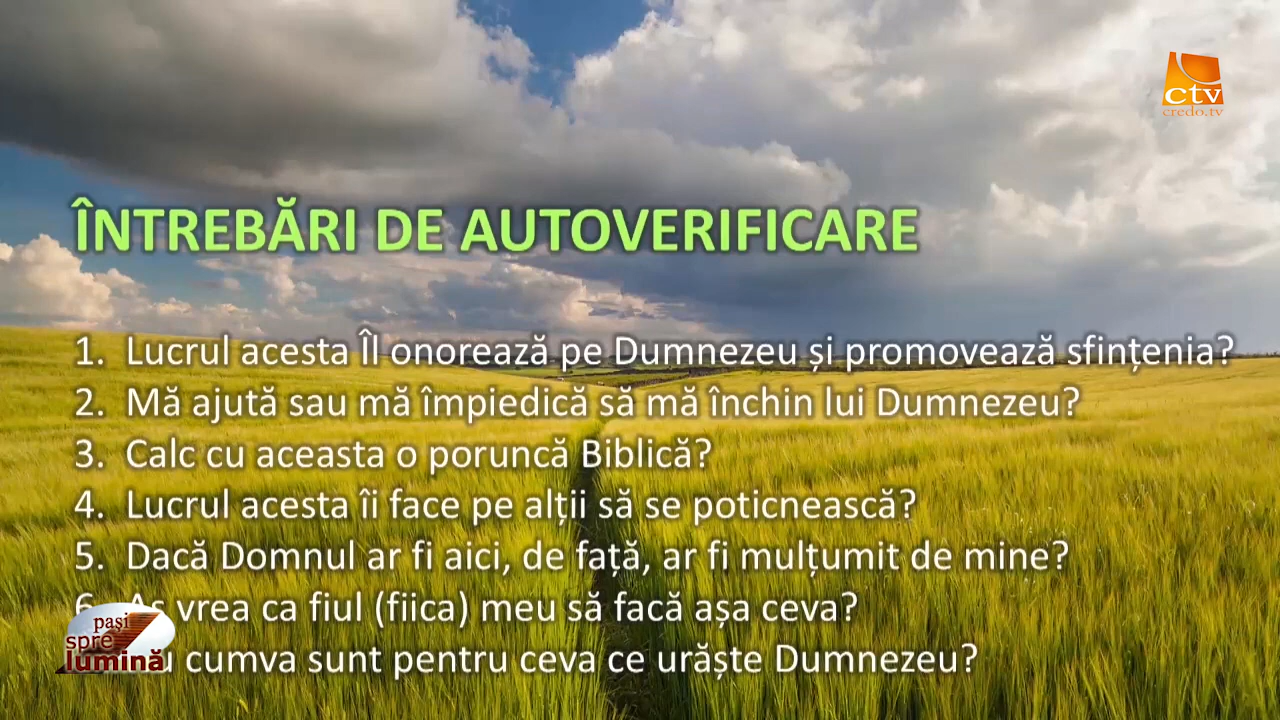 ctv
credo.tv
ÎNTREBĂRI DE AUTOVERIFICARE
1. Lucrul acesta Îl onorează pe Dumnezeu și promovează sfințenia?
2. Mă ajută sau mă împiedică să mă închin lui Dumnezeu?
3. Calc cu aceasta o poruncă Biblică?
4. Lucrul acesta îi face pe alții să se poticnească?
5. Dacă Domnul ar fi aici, de față, ar fi mulțumit de mine?
6. Aș vrea ca fiul (fiica) meu să facă așa ceva?
cumva sunt pentru ceva ce urăște Dumnezeu?
pași
spre
lumină